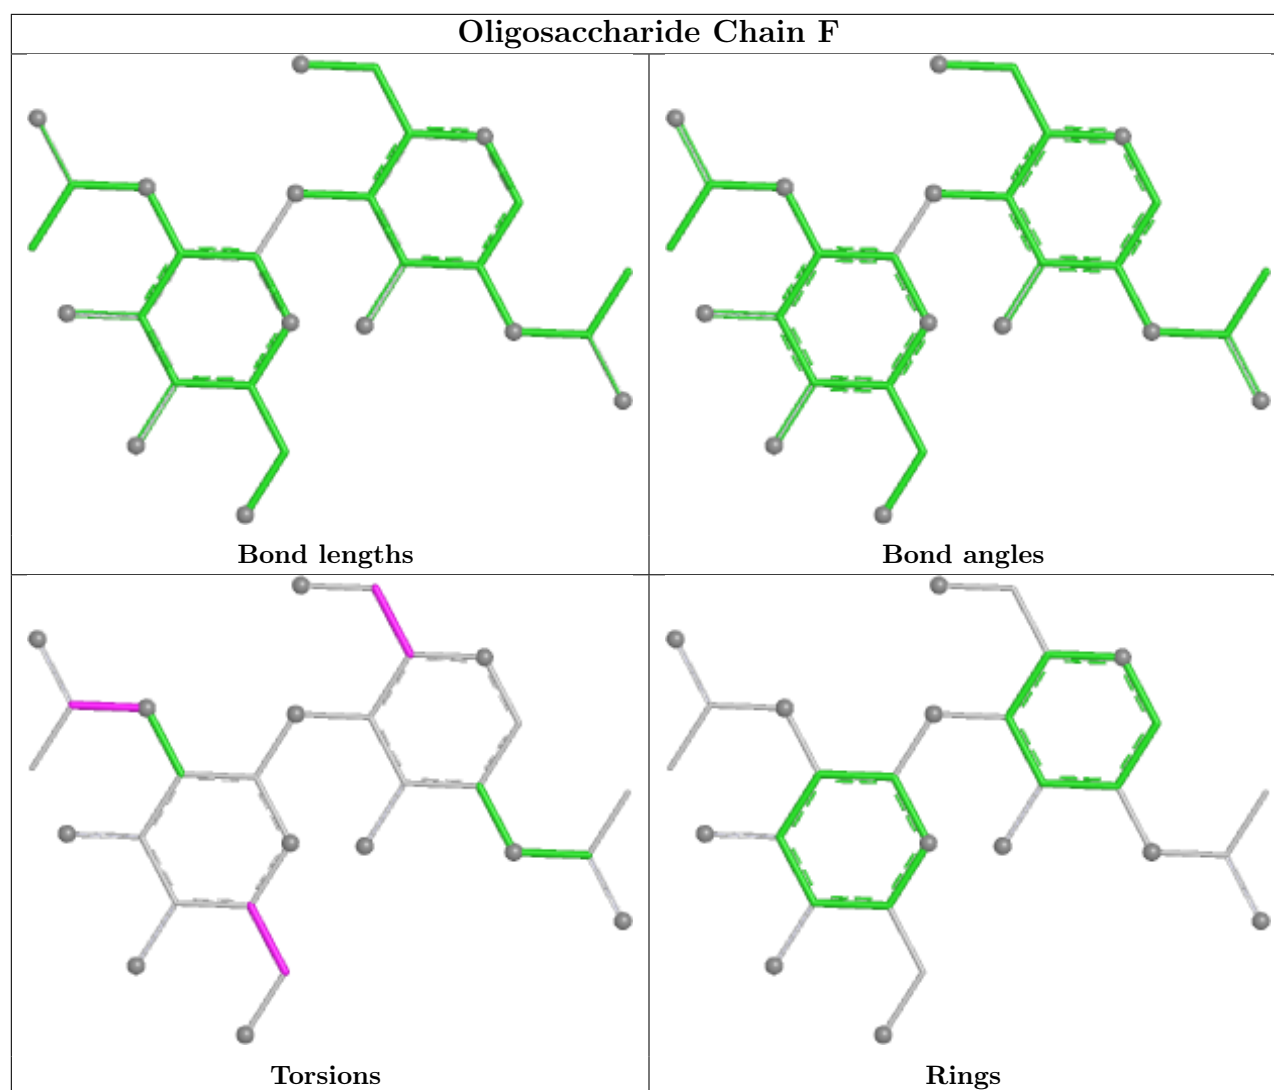 Oligosaccharide Chain F
Bond lengths
Bond angles
Torsions
Rings